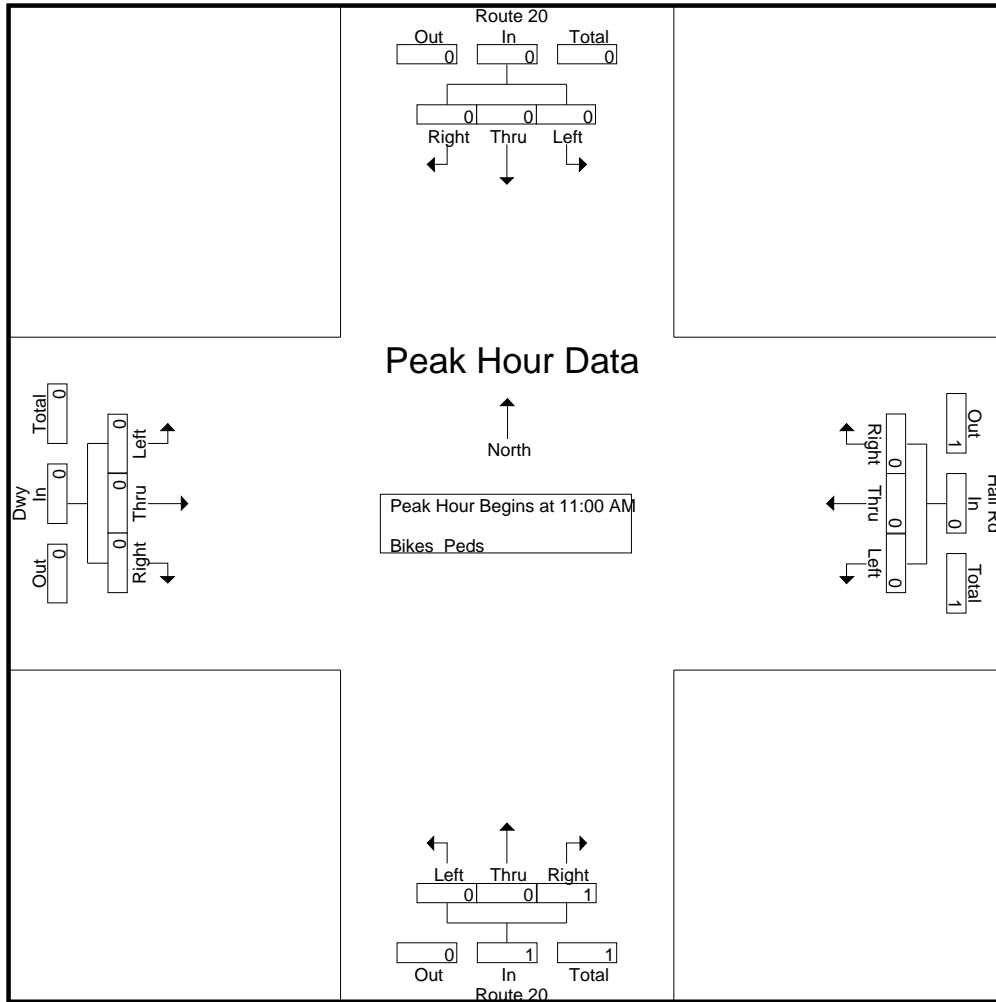 Route 20
Out In Total
0 0 0
0 0 0
Right Thru Left
Peak Hour Data
North
Peak Hour Begins at 11:00 AM
Bikes Peds
Dwy
Out In Total
0 0 0
Right Thru Left
0 0 0
Hall Rd
Out In Total
1 0 1
Right Thru Left
0 0 0
Left Thru Right
0 0 1
0 1 1
Out In Total
Route 20